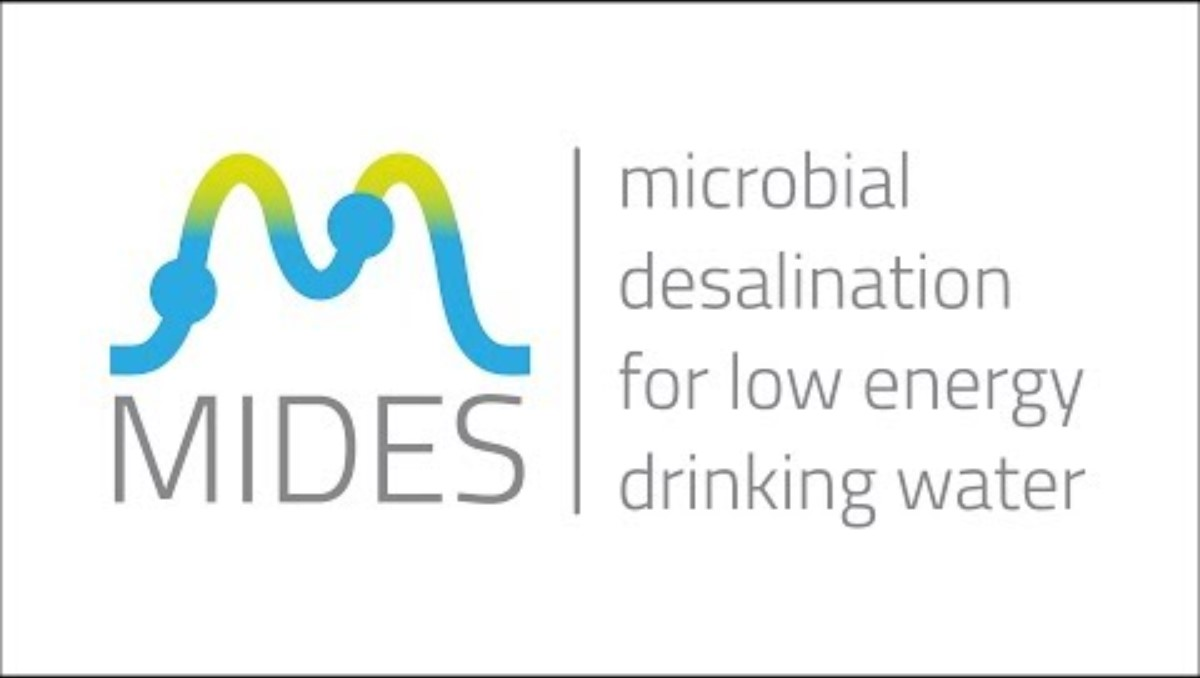 MIDES
microbial
desalination
for low energy
drinking water